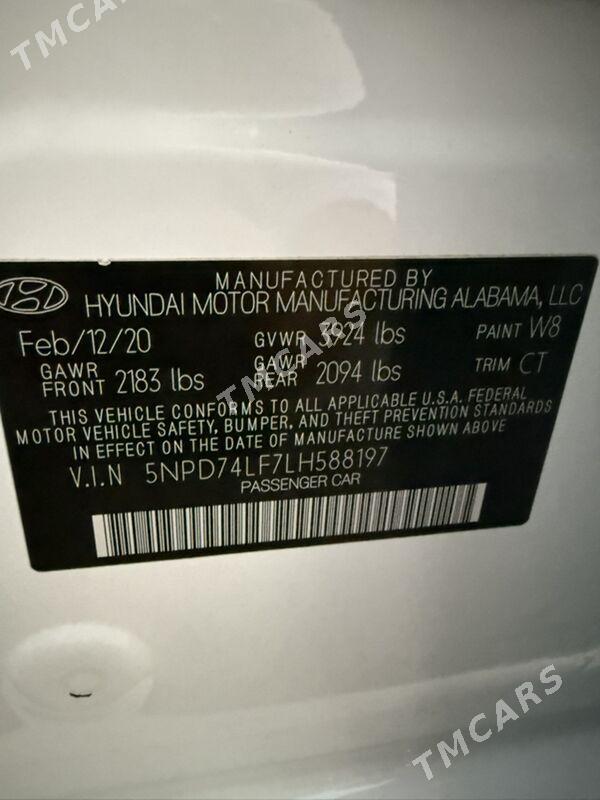 TMCARS
MANUFACTURED BY
HYUNDAI MOTOR MANUFACTURING ALABAMA, LLC
Feb/12/20 GVWR 3924 lbs PAINT W8
GAWR FRONT 2183 lbs GAWR REAR 2094 lbs TRIM CT
TMCARS
THIS VEHICLE CONFORMS TO ALL APPLICABLE U.S.A. FEDERAL
MOTOR VEHICLE SAFETY, BUMPER, AND THEFT PREVENTION STANDARDS
IN EFFECT ON THE DATE OF MANUFACTURE SHOWN ABOVE.
V.I.N 5NPD74LF7LH588197
PASSENGER CAR
TMCARS